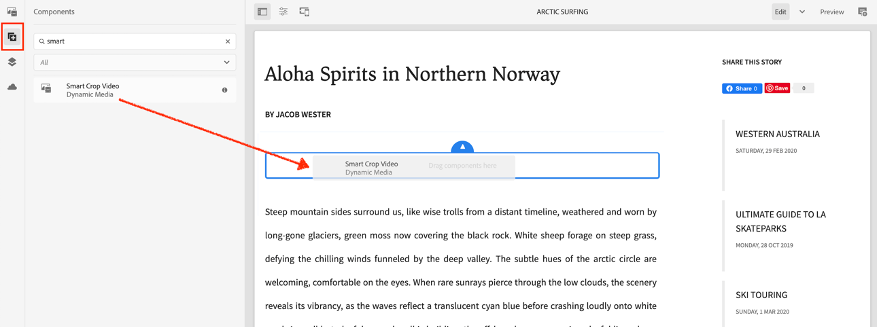 Components
smart
All
Smart Crop Video
Dynamic Media
ARCTIC SURFING
Edit
Preview
Aloha Spirits in Northern Norway
BY JACOB WESTER
Smart Crop Video
Dynamic Media
Drag components here
Steep mountain sides surround us, like wise trolls from a distant timeline, weathered and worn by
long-gone glaciers, green moss now covering the black rock. White sheep forage on steep grass,
defying the chilling winds funneled by the deep valley. The subtle hues of the arctic circle are
welcoming, comfortable on the eyes. When rare sunrays pierce through the low clouds, the scenery
reveals its vibrancy, as the waves reflect a translucent cyan blue before crashing loudly onto white
SHARE THIS STORY
Share 0
Save
0
WESTERN AUSTRALIA
SATURDAY, 29 FEB 2020
ULTIMATE GUIDE TO LA
SKATEPARKS
MONDAY, 28 OCT 2019
SKI TOURING
SUNDAY, 1 MAR 2020